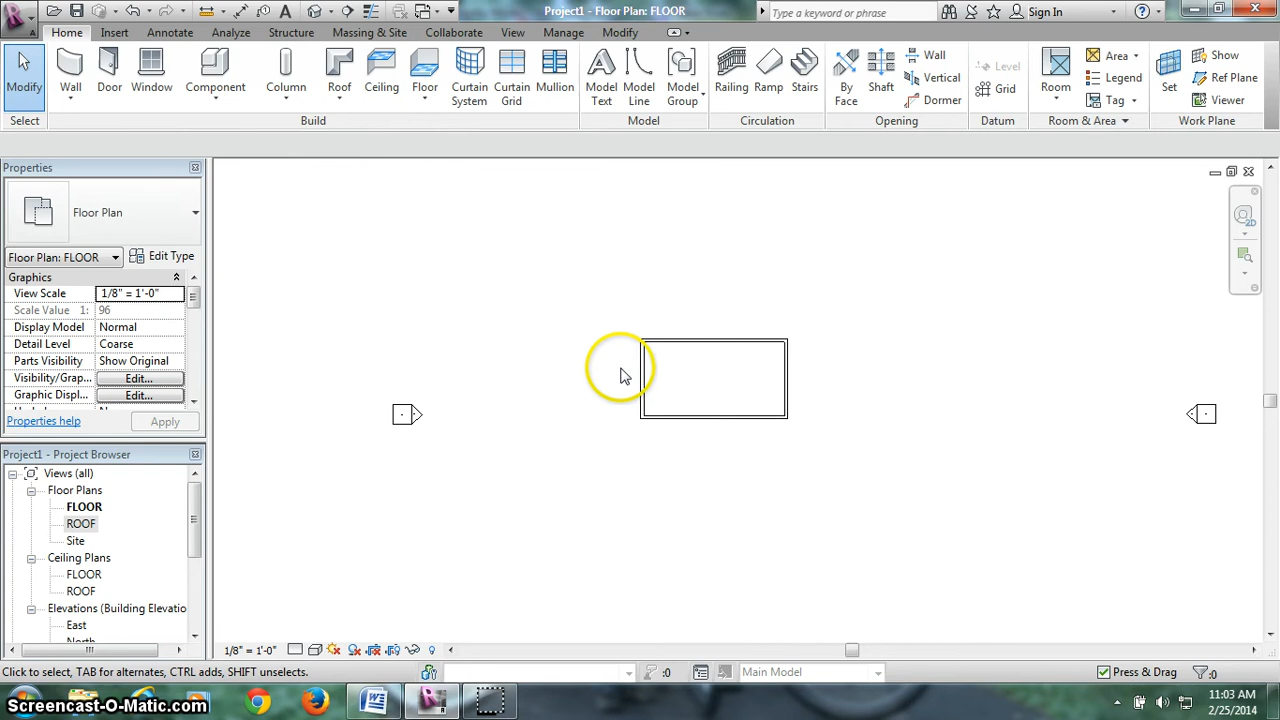 Project1 - Floor Plan: FLOOR
Type a keyword or phrase
Sign In
Home
Insert
Annotate
Analyze
Structure
Massing & Site
Collaborate
View
Manage
Modify
Modify
Wall
Door
Window
Component
Column
Roof
Ceiling
Floor
Curtain System
Curtain Grid
Mullion
Model Text
Model Line
Model Group
Railing
Ramp
Stairs
By Face
Shaft
Wall
Vertical
Dormer
Level
Grid
Room
Area
Legend
Tag
Set
Show
Ref Plane
Viewer
Select
Build
Model
Circulation
Opening
Datum
Room & Area
Work Plane
Properties
Floor Plan
Floor Plan: FLOOR
Edit Type
Graphics
View Scale
1/8" = 1'-0"
Scale Value 1:
96
Display Model
Normal
Detail Level
Coarse
Parts Visibility
Show Original
Visibility/Grap...
Edit...
Graphic Displ...
Edit...
Properties help
Apply
2D
Project1 - Project Browser
Views (all)
Floor Plans
FLOOR
ROOF
Site
Ceiling Plans
FLOOR
ROOF
Elevations (Building Elevatio
East
North
1/8" = 1'-0"
Click to select, TAB for alternates, CTRL adds, SHIFT unselects.
:0
Main Model
Press & Drag
:0
Screencast-O-Matic.com
11:03 AM
2/25/2014